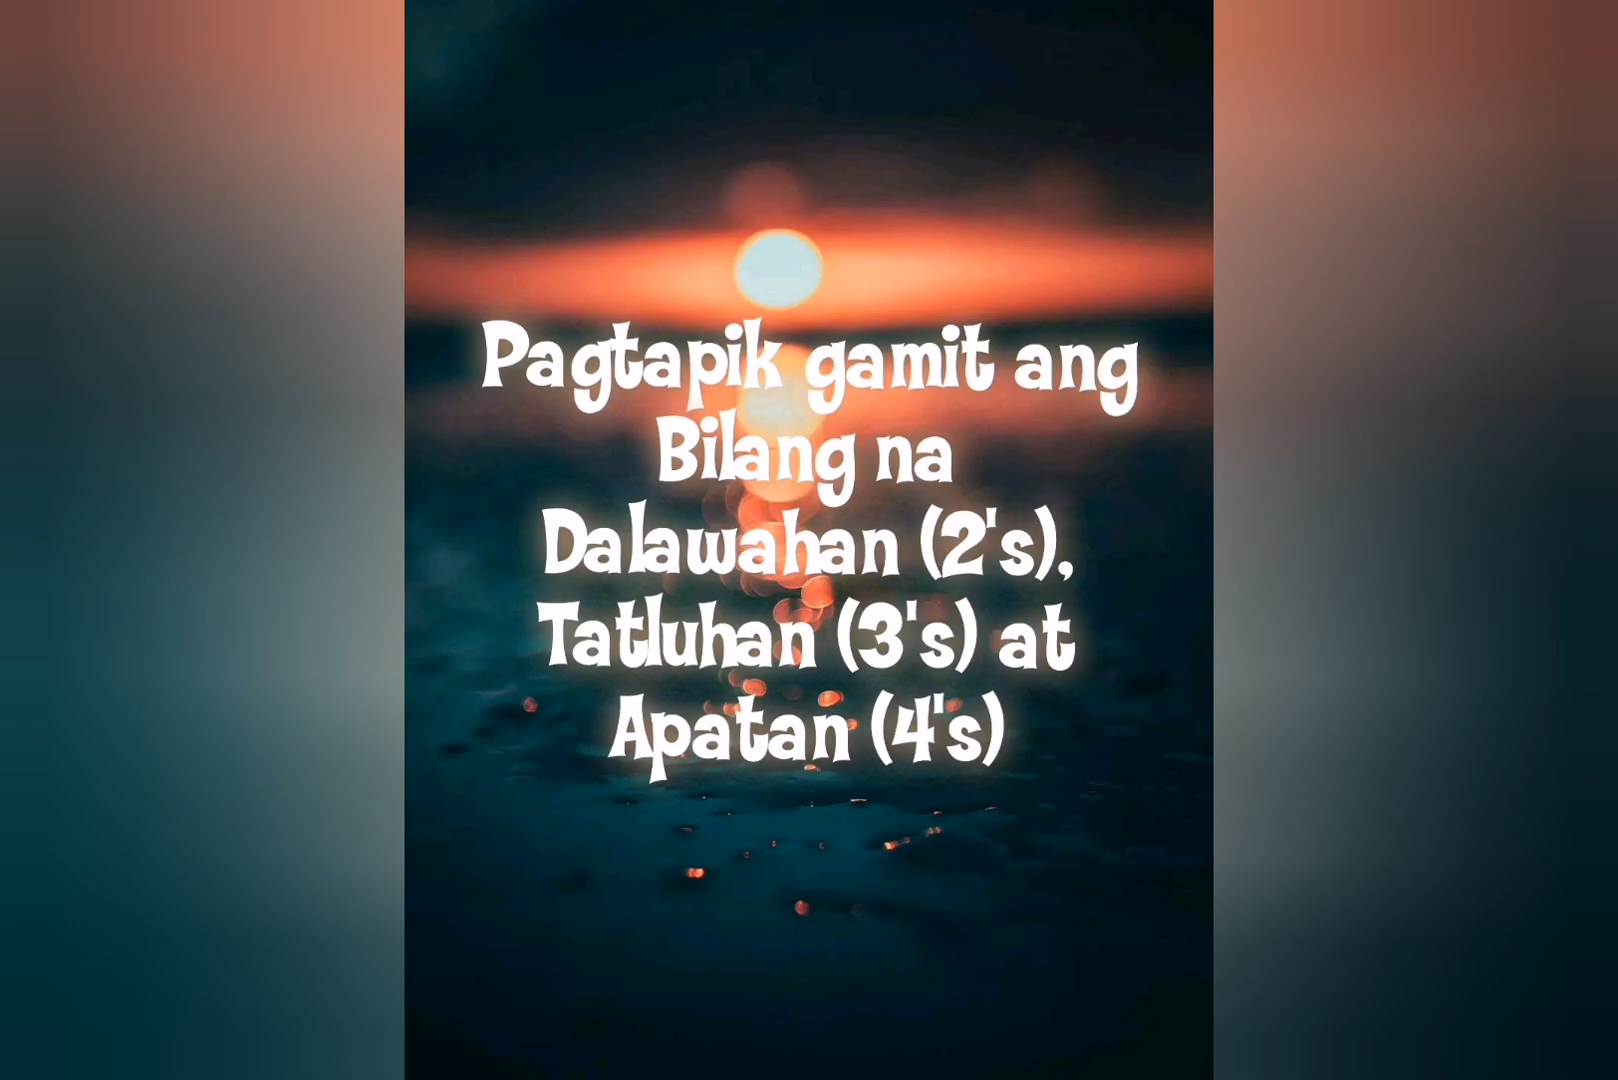 Pagtapik gamit ang
Bilang na
Dalawahan (2's),
Tatluhan (3's) at
Apatan (4's)